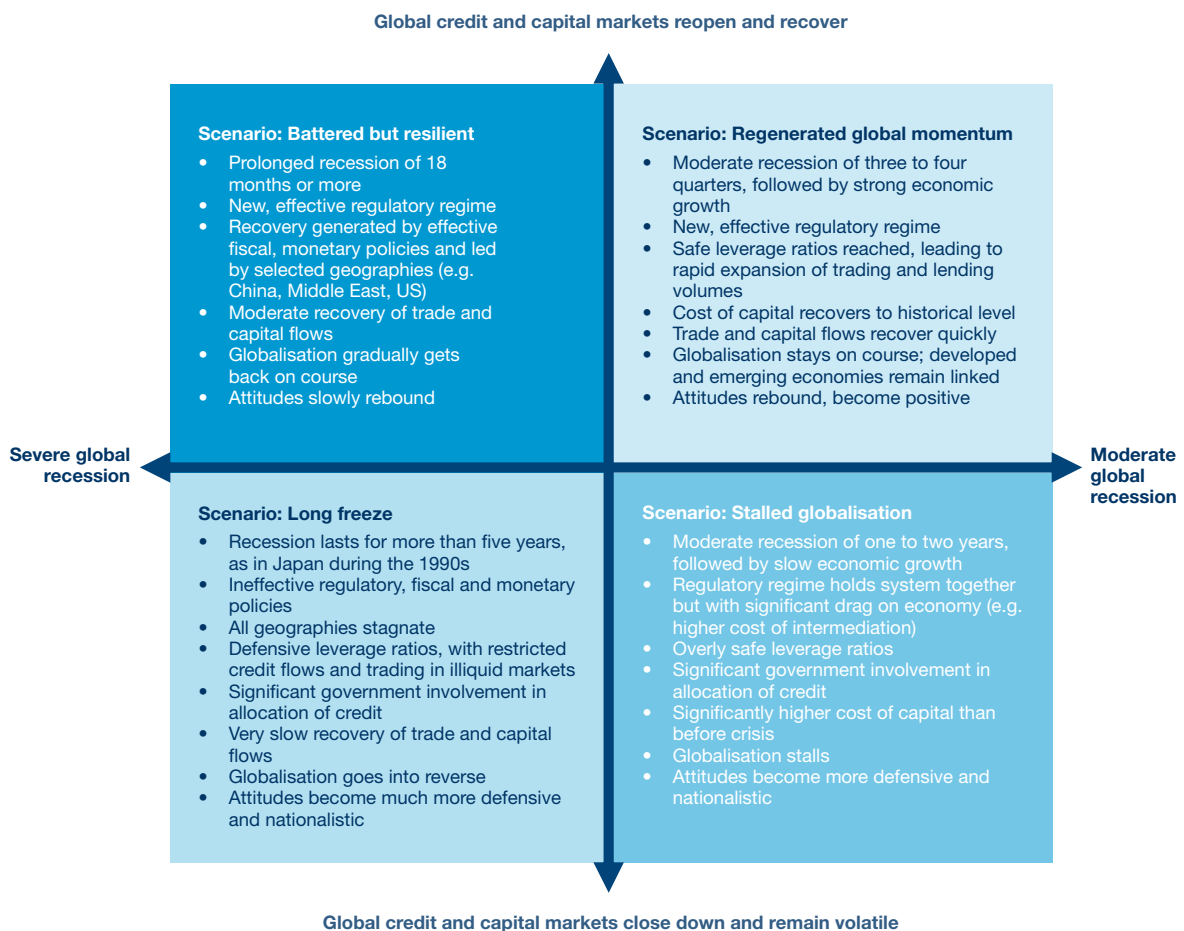 Global credit and capital markets reopen and recover
Scenario: Battered but resilient
• Prolonged recession of 18
months or more
• New, effective regulatory regime
• Recovery generated by effective
fiscal, monetary policies and led
by selected geographies (e.g.
China, Middle East, US)
• Moderate recovery of trade and
capital flows
• Globalisation gradually gets
back on course
• Attitudes slowly rebound
Scenario: Regenerated global momentum
• Moderate recession of three to four
quarters, followed by strong economic
growth
• New, effective regulatory regime
• Safe leverage ratios reached, leading to
rapid expansion of trading and lending
volumes
• Cost of capital recovers to historical level
• Trade and capital flows recover quickly
• Globalisation stays on course; developed
and emerging economies remain linked
• Attitudes rebound, become positive
Severe global
recession
Moderate
global
recession
Scenario: Long freeze
• Recession lasts for more than five years,
as in Japan during the 1990s
• Ineffective regulatory, fiscal and monetary
policies
• All geographies stagnate
• Defensive leverage ratios, with restricted
credit flows and trading in illiquid markets
• Significant government involvement in
allocation of credit
• Very slow recovery of trade and capital
flows
• Globalisation goes into reverse
• Attitudes become much more defensive
and nationalistic
Scenario: Stalled globalisation
• Moderate recession of one to two years,
followed by slow economic growth
• Regulatory regime holds system together
but with significant drag on economy (e.g.
higher cost of intermediation)
• Overly safe leverage ratios
• Significant government involvement in
allocation of credit
• Significantly higher cost of capital than
before crisis
• Globalisation stalls
• Attitudes become more defensive and
nationalistic
Global credit and capital markets close down and remain volatile